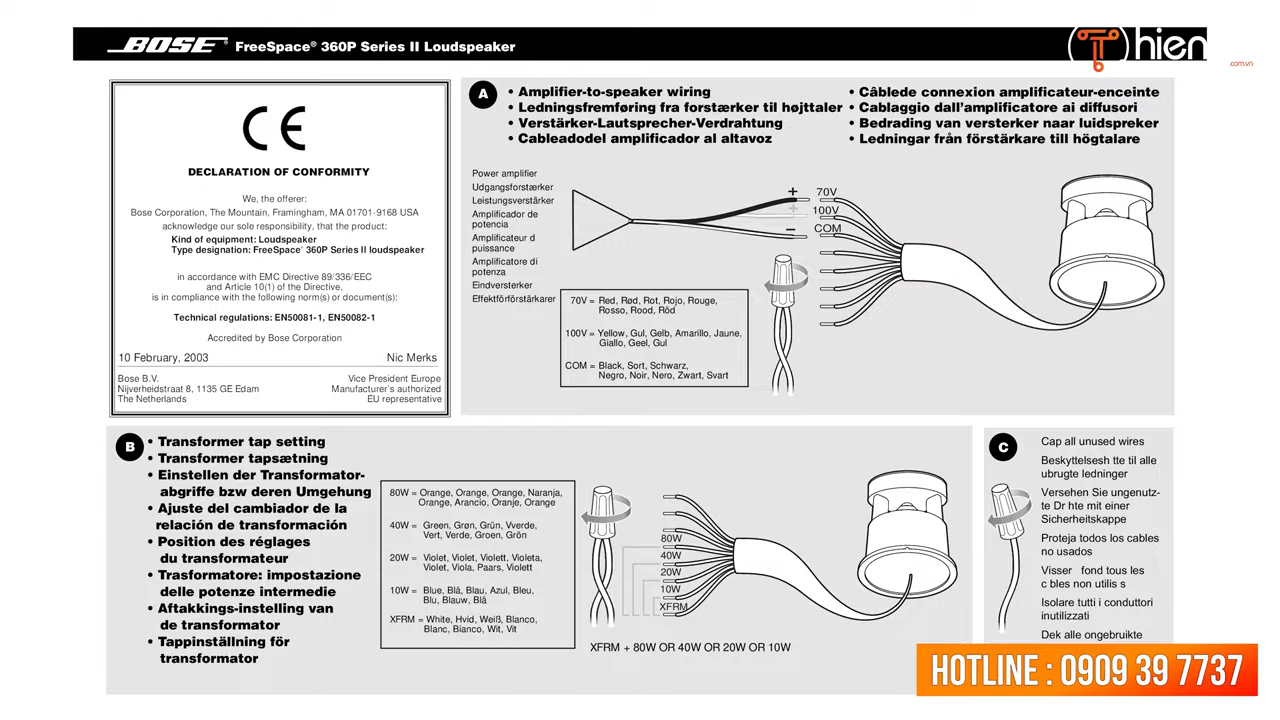 BOSE® FreeSpace® 360P Series II Loudspeaker
Thien
.com.vn
CE
DECLARATION OF CONFORMITY
We, the offerer:
Bose Corporation, The Mountain, Framingham, MA 01701-9168 USA
acknowledge our sole responsibility, that the product:
Kind of equipment: Loudspeaker
Type designation: FreeSpace® 360P Series II loudspeaker
in accordance with EMC Directive 89/336/EEC
and Article 10(1) of the Directive,
is in compliance with the following norm(s) or document(s):
Technical regulations: EN50081-1, EN50082-1
Accredited by Bose Corporation
10 February, 2003 Nic Merks
Bose B.V. Vice President Europe
Nijverheidstraat 8, 1135 GE Edam Manufacturer's authorized
The Netherlands EU representative
A
• Amplifier-to-speaker wiring
• Ledningsfremføring fra forstærker til højttaler
• Verstärker-Lautsprecher-Verdrahtung
• Cableadodel amplificador al altavoz
• Câblede connexion amplificateur-enceinte
• Cablaggio dall'amplificatore ai diffusori
• Bedrading van versterker naar luidspreker
• Ledningar från förstärkare till högtalare
Power amplifier
Udgangsforstærker
Leistungsverstärker
Amplificador de
potencia
Amplificateur d
puissance
Amplificatore di
potenza
Eindversterker
Effektförförstärkarer
+ 70V
+ 100V
– COM
70V = Red, Rød, Rot, Rojo, Rouge,
Rosso, Rood, Röd
100V = Yellow, Gul, Gelb, Amarillo, Jaune,
Giallo, Geel, Gul
COM = Black, Sort, Schwarz,
Negro, Noir, Nero, Zwart, Svart
B
• Transformer tap setting
• Transformer tapsætning
• Einstellen der Transformator-
abgriffe bzw deren Umgehung
• Ajuste del cambiador de la
relación de transformación
• Position des réglages
du transformateur
• Trasformatore: impostazione
delle potenze intermedie
• Aftakkings-instelling van
de transformator
• Tappinställning för
transformator
80W = Orange, Orange, Orange, Naranja,
Orange, Arancio, Oranje, Orange
40W = Green, Grøn, Grün, Vverde,
Vert, Verde, Groen, Grön
20W = Violet, Violet, Violett, Violeta,
Violet, Viola, Paars, Violett
10W = Blue, Blå, Blau, Azul, Bleu,
Blu, Blauw, Blå
XFRM = White, Hvid, Weiß, Blanco,
Blanc, Bianco, Wit, Vit
80W
40W
20W
10W
XFRM
XFRM + 80W OR 40W OR 20W OR 10W
C
Cap all unused wires
Beskyttelsesh tte til alle
ubrugte ledninger
Versehen Sie ungenutz-
te Dr hte mit einer
Sicherheitskappe
Proteja todos los cables
no usados
Visser fond tous les
c bles non utilis s
Isolare tutti i conduttori
inutilizzati
Dek alle ongebruikte
HOTLINE : 0909 39 7737